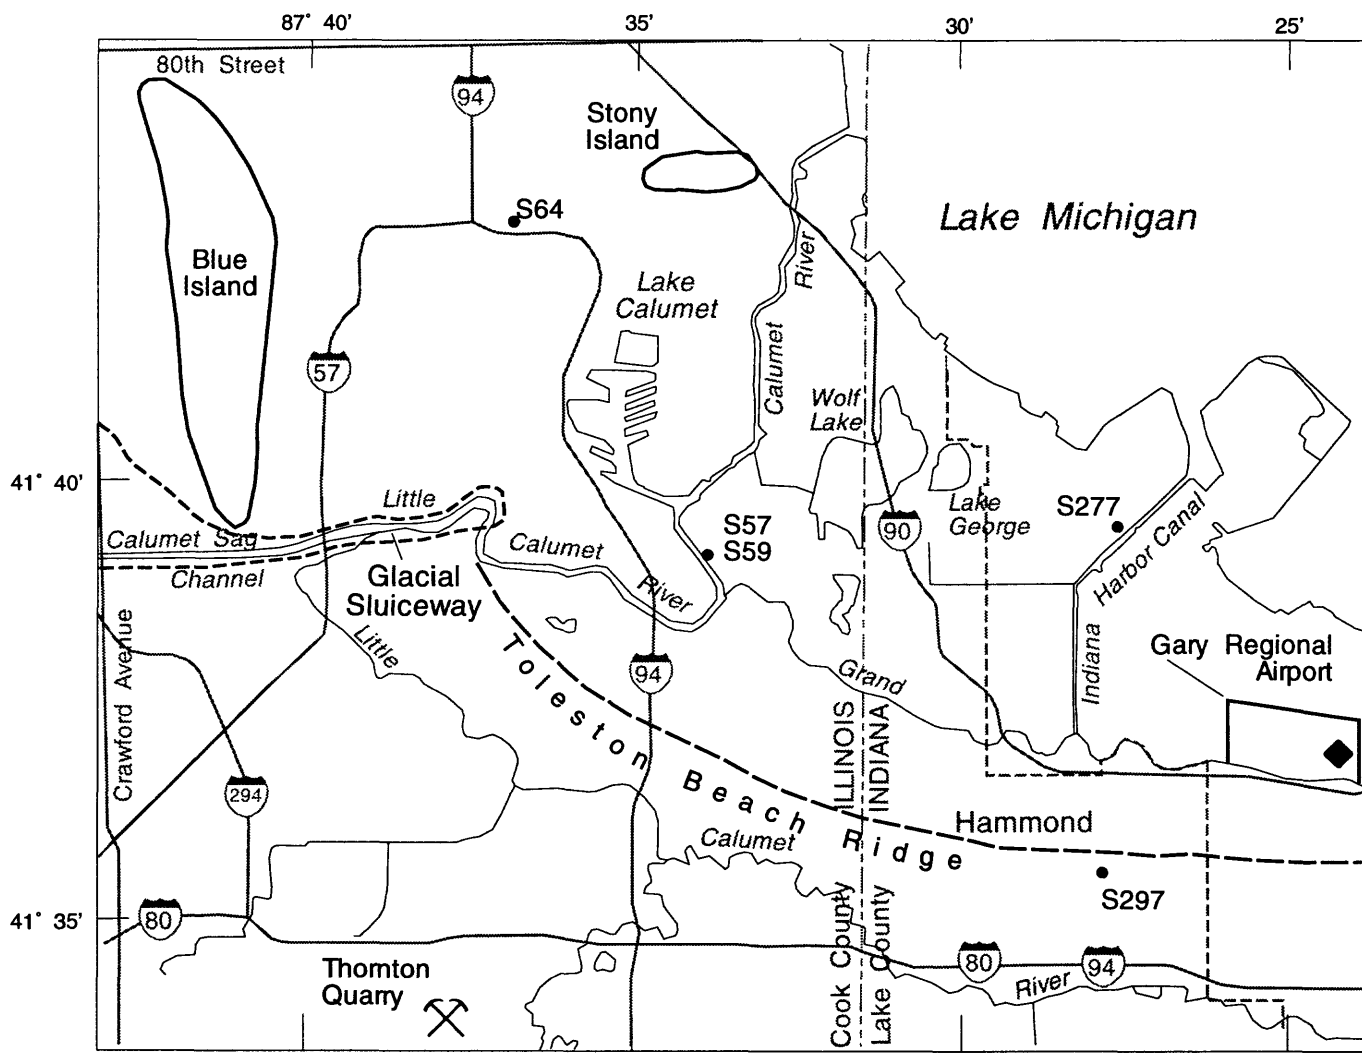 87° 40'
35'
30'
25'
80th Street
94
Stony
Island
S64
Lake Michigan
Blue
Island
River
Lake
Calumet
Calumet
57
Wolf
Lake
41° 40'
Little
Lake
George
S277
S57
S59
90
Harbor Canal
Calumet Sag
Channel
Calumet
Glacial
Sluiceway
River
Little
Crawford Avenue
Toleston Beach Ridge
94
Grand
Indiana
Gary Regional
Airport
ILLINOIS
INDIANA
294
Hammond
Calumet
S297
41° 35'
80
Cook County
Lake County
80
94
River
Thornton
Quarry